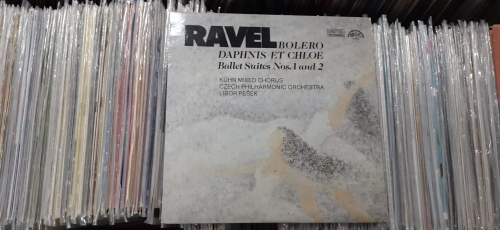 RAVEL BOLERO
DAPHNIS ET CHLOE
Ballet Suites Nos. 1 and 2
KÜHN MIXED CHORUS
CZECH PHILHARMONIC ORCHESTRA
LIBOR PEŠEK